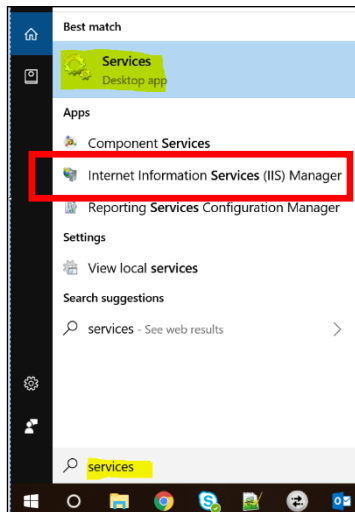 Best match
Services
Desktop app
Apps
Component Services
Internet Information Services (IIS) Manager
Reporting Services Configuration Manager
Settings
View local services
Search suggestions
services - See web results
services